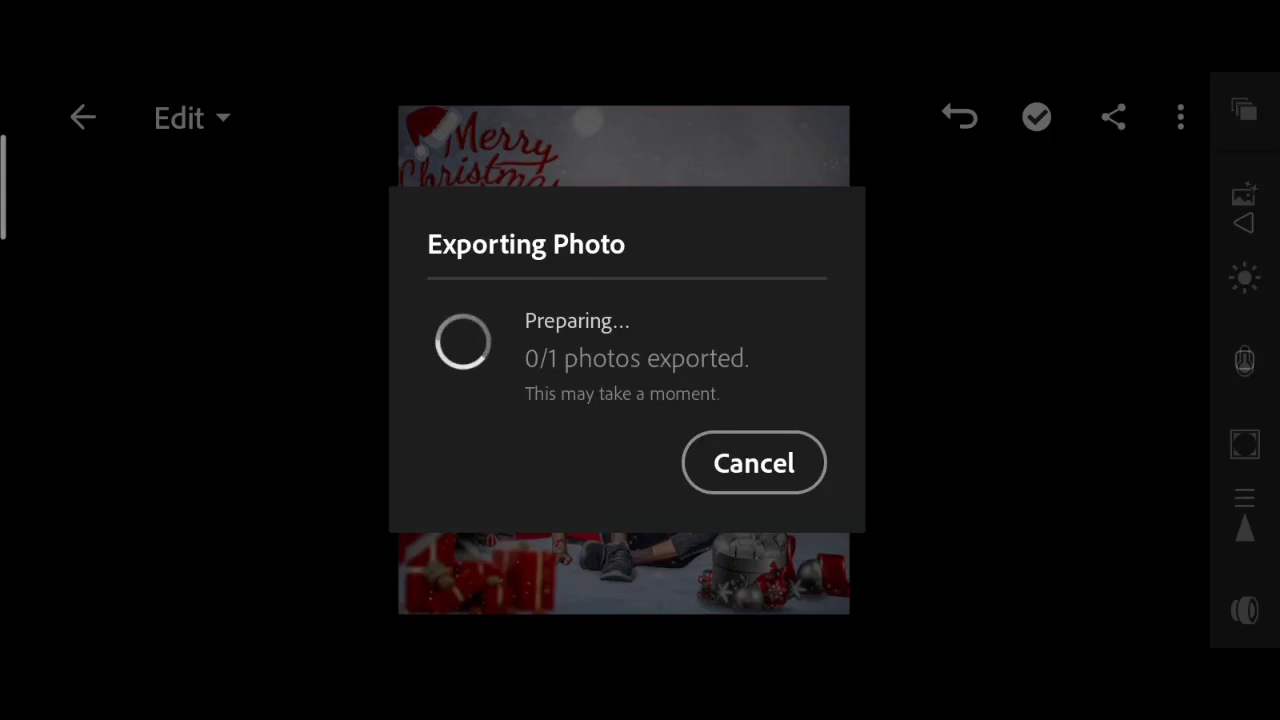 Edit
Merry
Christmas
Exporting Photo
Preparing...
0/1 photos exported.
This may take a moment.
Cancel